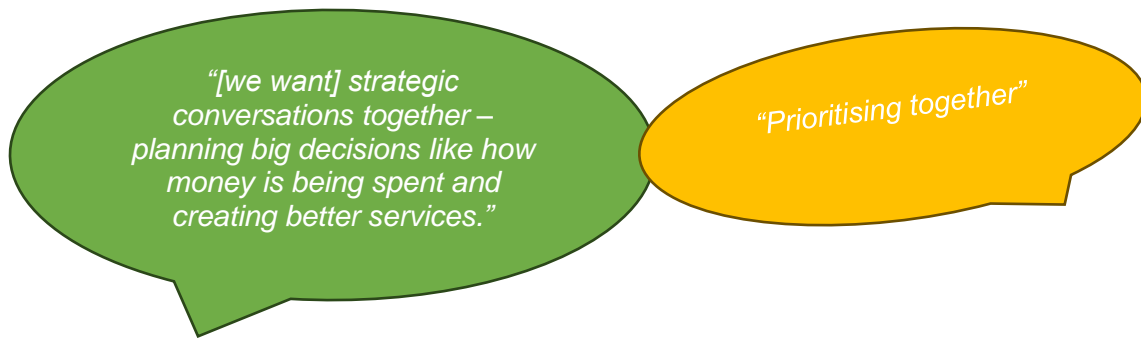 “[we want] strategic
conversations together –
planning big decisions like how
money is being spent and
creating better services.”
“Prioritising together”